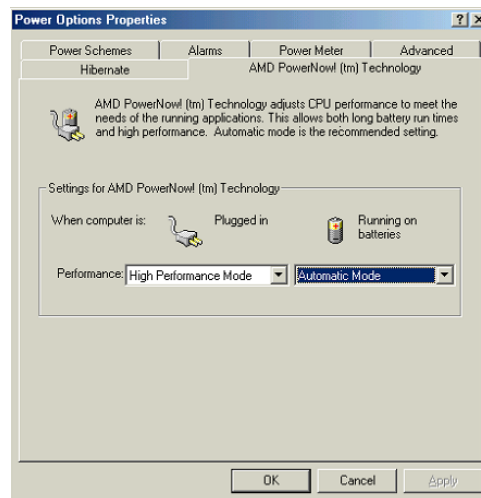 Power Options Properties
Power Schemes Alarms Power Meter Advanced
Hibernate AMD PowerNow! (tm) Technology
AMD PowerNow! (tm) Technology adjusts CPU performance to meet the
needs of the running applications. This allows both long battery run times
and high performance. Automatic mode is the recommended setting.
Settings for AMD PowerNow! (tm) Technology
When computer is: Plugged in Running on
batteries
Performance: High Performance Mode Automatic Mode
OK Cancel Apply